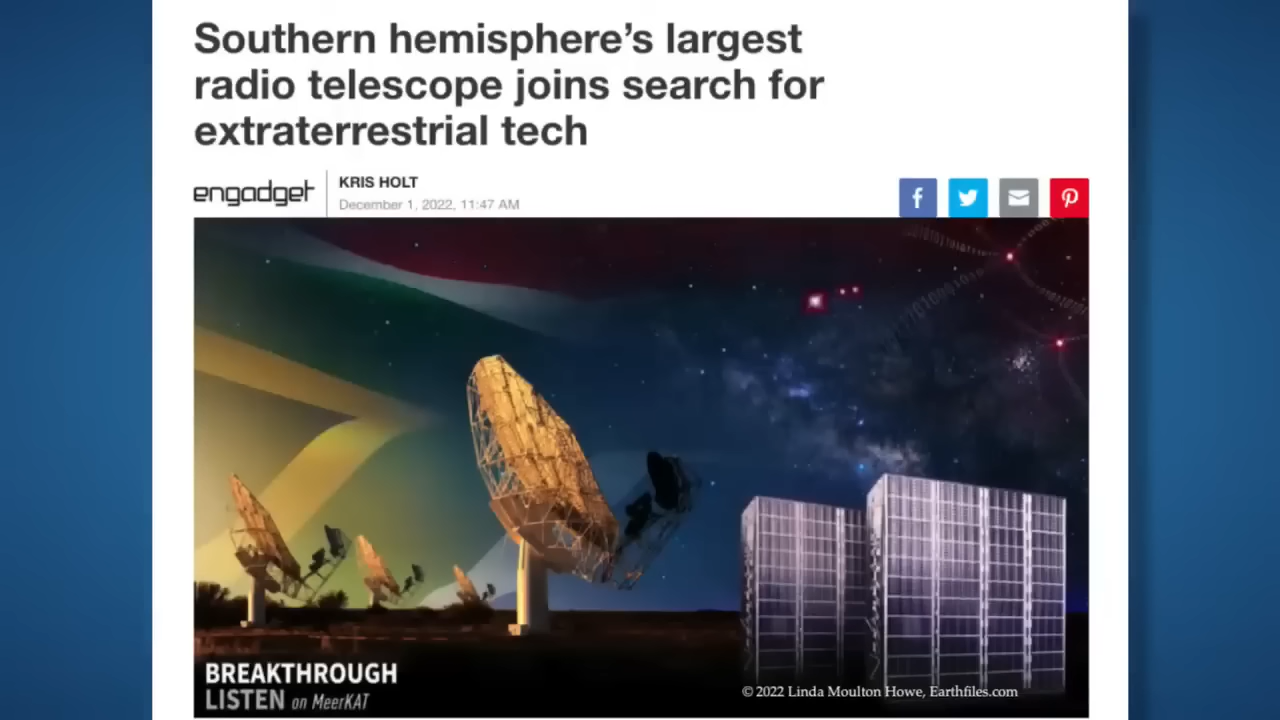 Southern hemisphere's largest
radio telescope joins search for
extraterrestrial tech
engadget
KRIS HOLT
December 1, 2022, 11:47 AM
BREAKTHROUGH
LISTEN on MeerKAT
© 2022 Linda Moulton Howe, Earthfiles.com